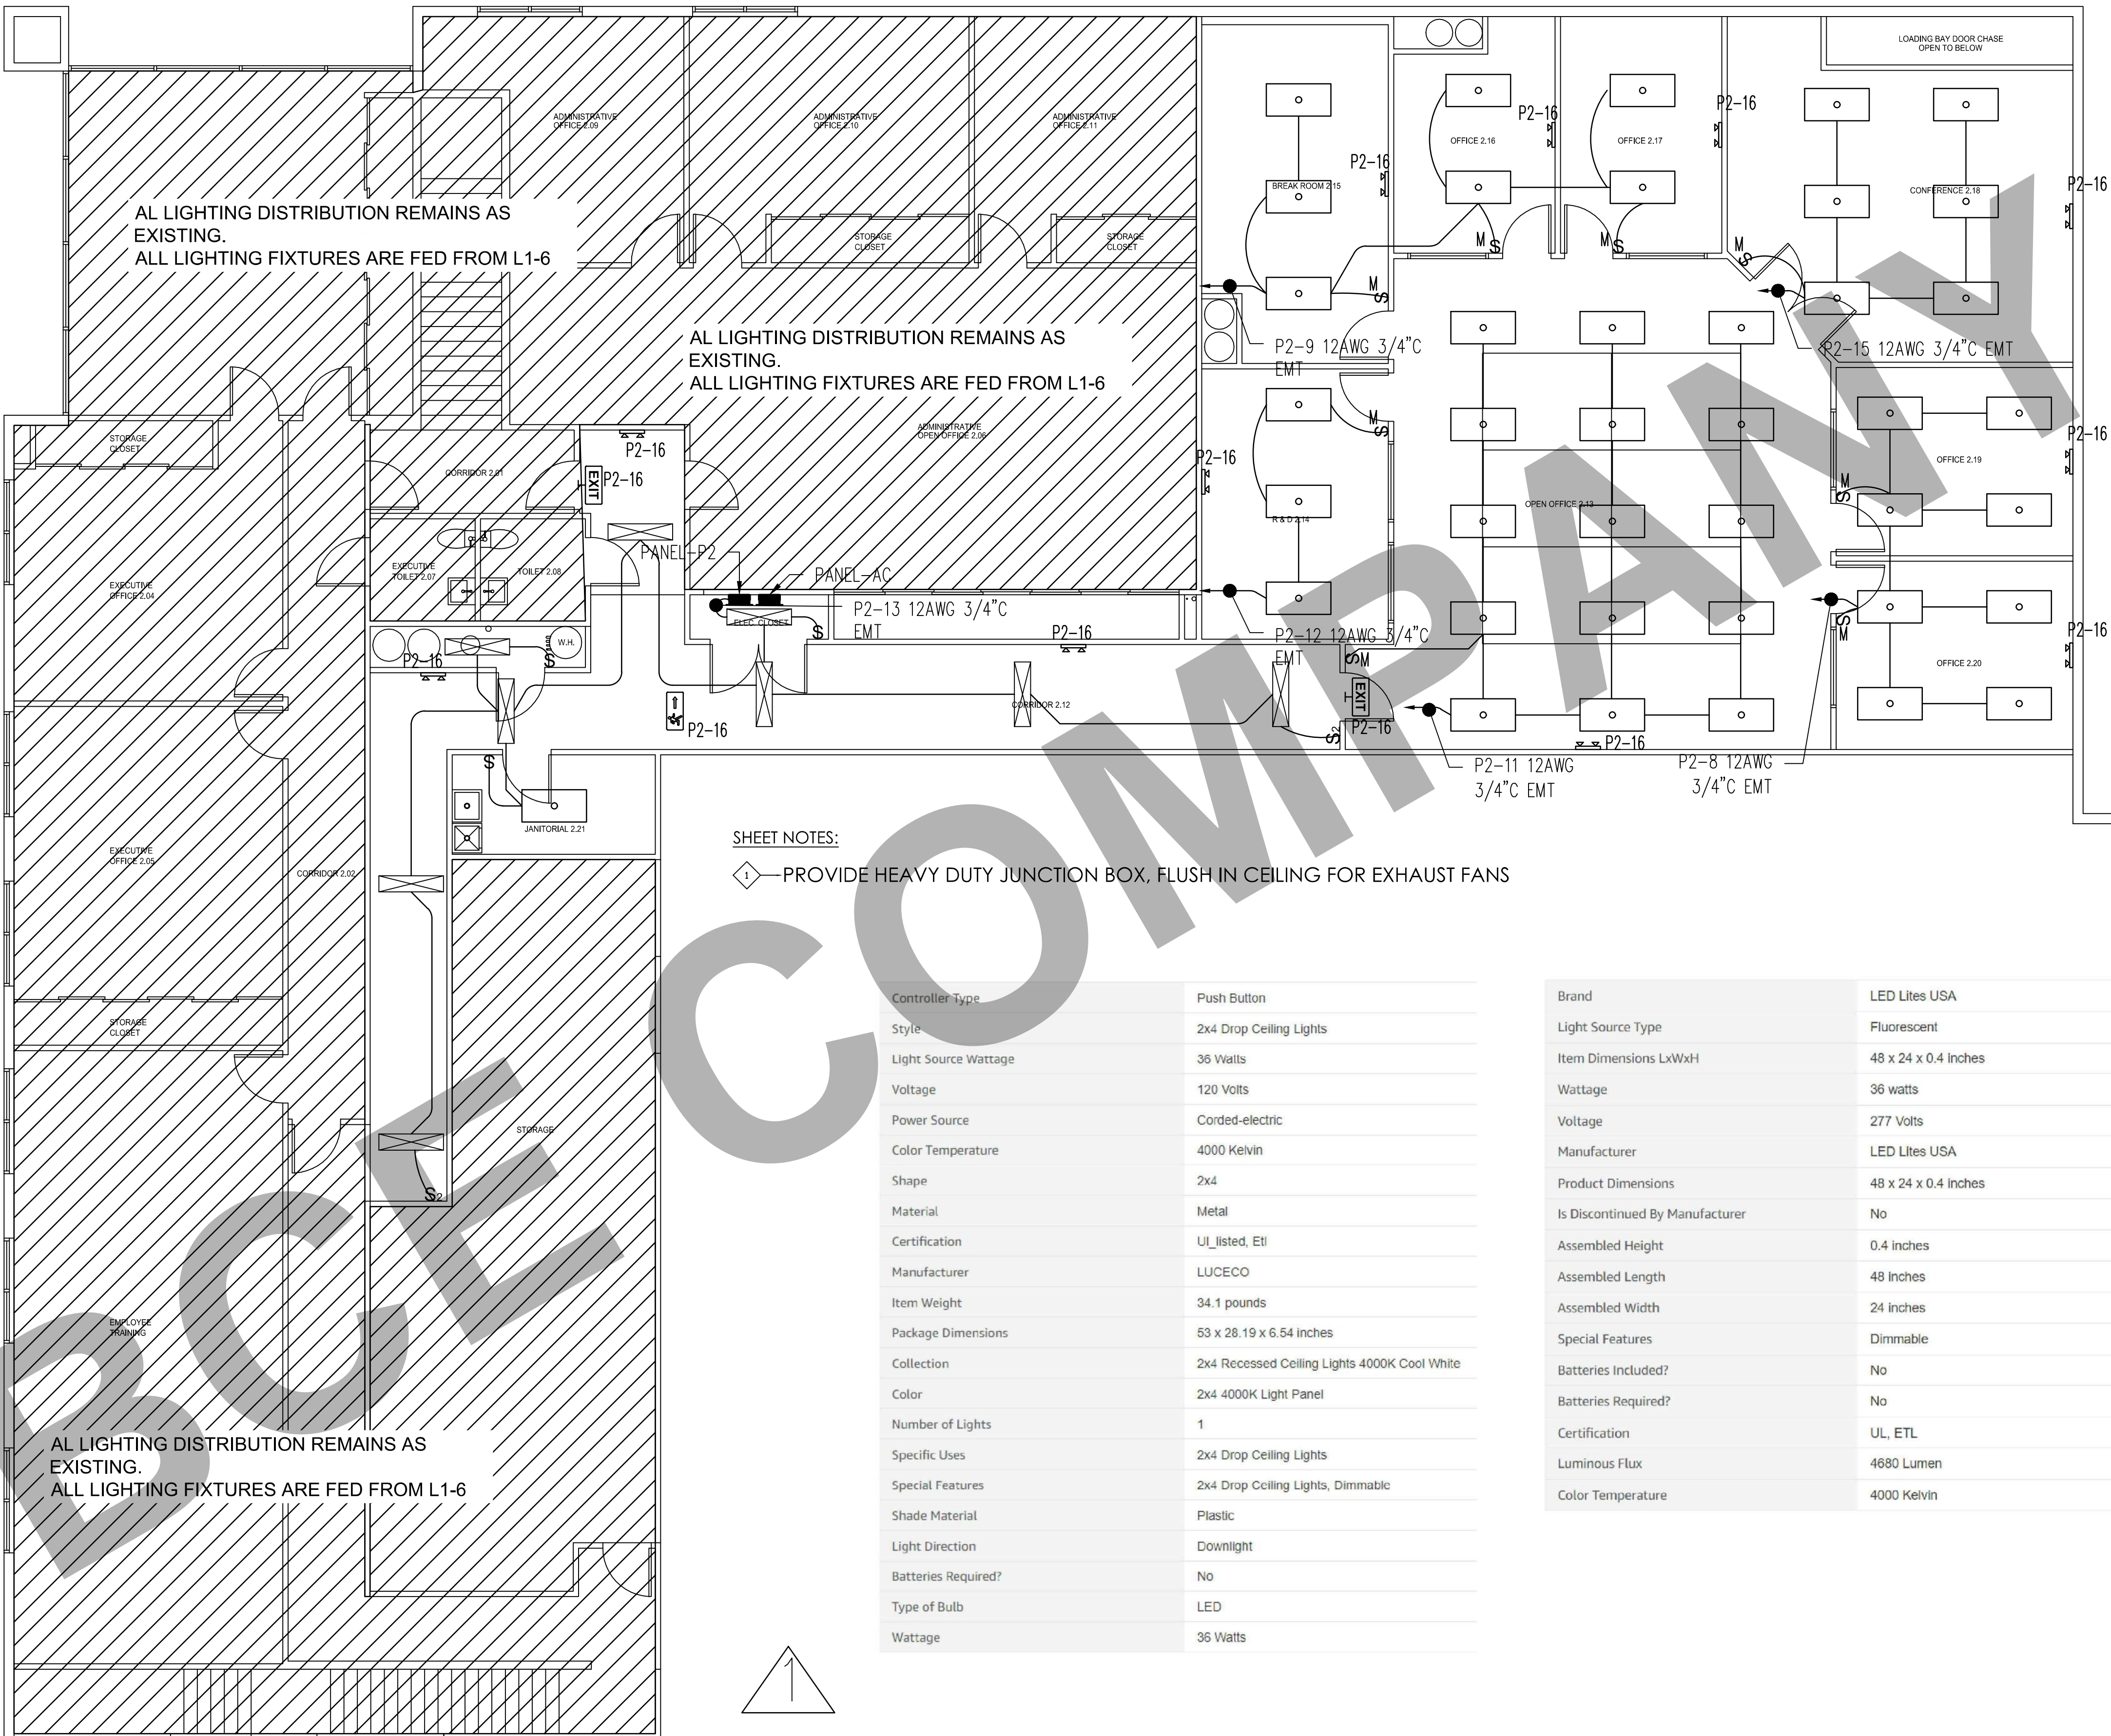 LOADING BAY DOOR CHASE
OPEN TO BELOW
ADMINISTRATIVE
OFFICE 2.09
ADMINISTRATIVE
OFFICE 2.10
ADMINISTRATIVE
OFFICE 2.11
P2-16
P2-16
OFFICE 2.16
OFFICE 2.17
P2-16
BREAK ROOM 2.15
CONFERENCE 2.18
P2-16
AL LIGHTING DISTRIBUTION REMAINS AS
EXISTING.
ALL LIGHTING FIXTURES ARE FED FROM L1-6
STORAGE
CLOSET
STORAGE
CLOSET
M
S
M
S
M
S
M
S
AL LIGHTING DISTRIBUTION REMAINS AS
EXISTING.
ALL LIGHTING FIXTURES ARE FED FROM L1-6
P2-9 12AWG 3/4"C
EMT
P2-15 12AWG 3/4"C EMT
STORAGE
CLOSET
ADMINISTRATIVE
OPEN OFFICE 2.06
M
S
P2-16
P2-16
P2-16
OFFICE 2.19
CORRIDOR 2.01
EXIT
P2-16
M
S
OPEN OFFICE 2.13
R & D 2.14
PANEL-P2
PANEL-AC
EXECUTIVE
TOILET 2.07
TOILET 2.08
EXECUTIVE
OFFICE 2.04
P2-13 12AWG 3/4"C
EMT
ELEC. CLOSET
S
P2-16
P2-12 12AWG 3/4"C
EMT
S
M
P2-16
W.H.
P2-16
S
SM
OFFICE 2.20
EXIT
P2-16
CORRIDOR 2.12
P2-16
S2
P2-16
P2-11 12AWG
3/4"C EMT
P2-8 12AWG
3/4"C EMT
S
JANITORIAL 2.21
EXECUTIVE
OFFICE 2.05
CORRIDOR 2.02
SHEET NOTES:
1 PROVIDE HEAVY DUTY JUNCTION BOX, FLUSH IN CEILING FOR EXHAUST FANS
STORAGE
CLOSET
STORAGE
S2
EMPLOYEE
TRAINING
AL LIGHTING DISTRIBUTION REMAINS AS
EXISTING.
ALL LIGHTING FIXTURES ARE FED FROM L1-6
Controller Type Push Button
Style 2x4 Drop Ceiling Lights
Light Source Wattage 36 Watts
Voltage 120 Volts
Power Source Corded-electric
Color Temperature 4000 Kelvin
Shape 2x4
Material Metal
Certification Ul_listed, Etl
Manufacturer LUCECO
Item Weight 34.1 pounds
Package Dimensions 53 x 28.19 x 6.54 inches
Collection 2x4 Recessed Ceiling Lights 4000K Cool White
Color 2x4 4000K Light Panel
Number of Lights 1
Specific Uses 2x4 Drop Ceiling Lights
Special Features 2x4 Drop Ceiling Lights, Dimmable
Shade Material Plastic
Light Direction Downlight
Batteries Required? No
Type of Bulb LED
Wattage 36 Watts
Brand LED Lites USA
Light Source Type Fluorescent
Item Dimensions LxWxH 48 x 24 x 0.4 inches
Wattage 36 watts
Voltage 277 Volts
Manufacturer LED Lites USA
Product Dimensions 48 x 24 x 0.4 inches
Is Discontinued By Manufacturer No
Assembled Height 0.4 inches
Assembled Length 48 inches
Assembled Width 24 inches
Special Features Dimmable
Batteries Included? No
Batteries Required? No
Certification UL, ETL
Luminous Flux 4680 Lumen
Color Temperature 4000 Kelvin
1
BCE COMPANY